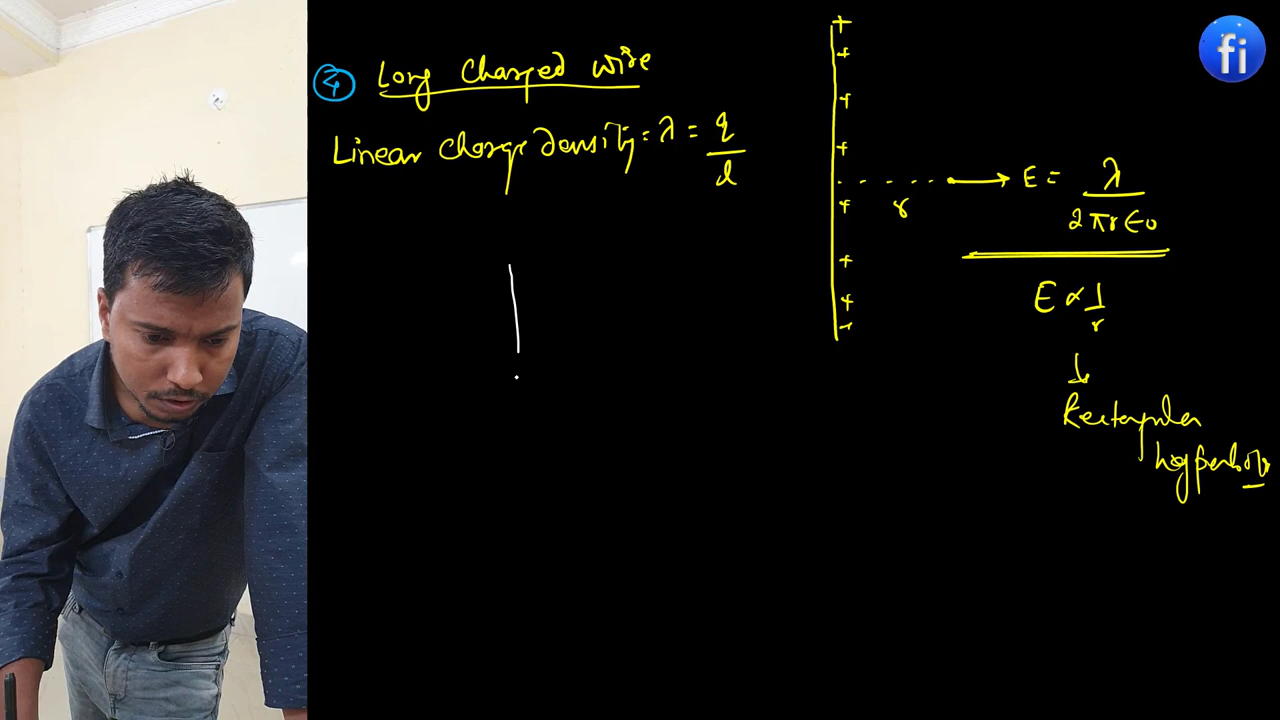 4 Long Charged wire
Linear charge density = λ = q/l
r
E = λ/2πrε0
E ∝ 1/r
↓
Rectangular
hyperbola
fi